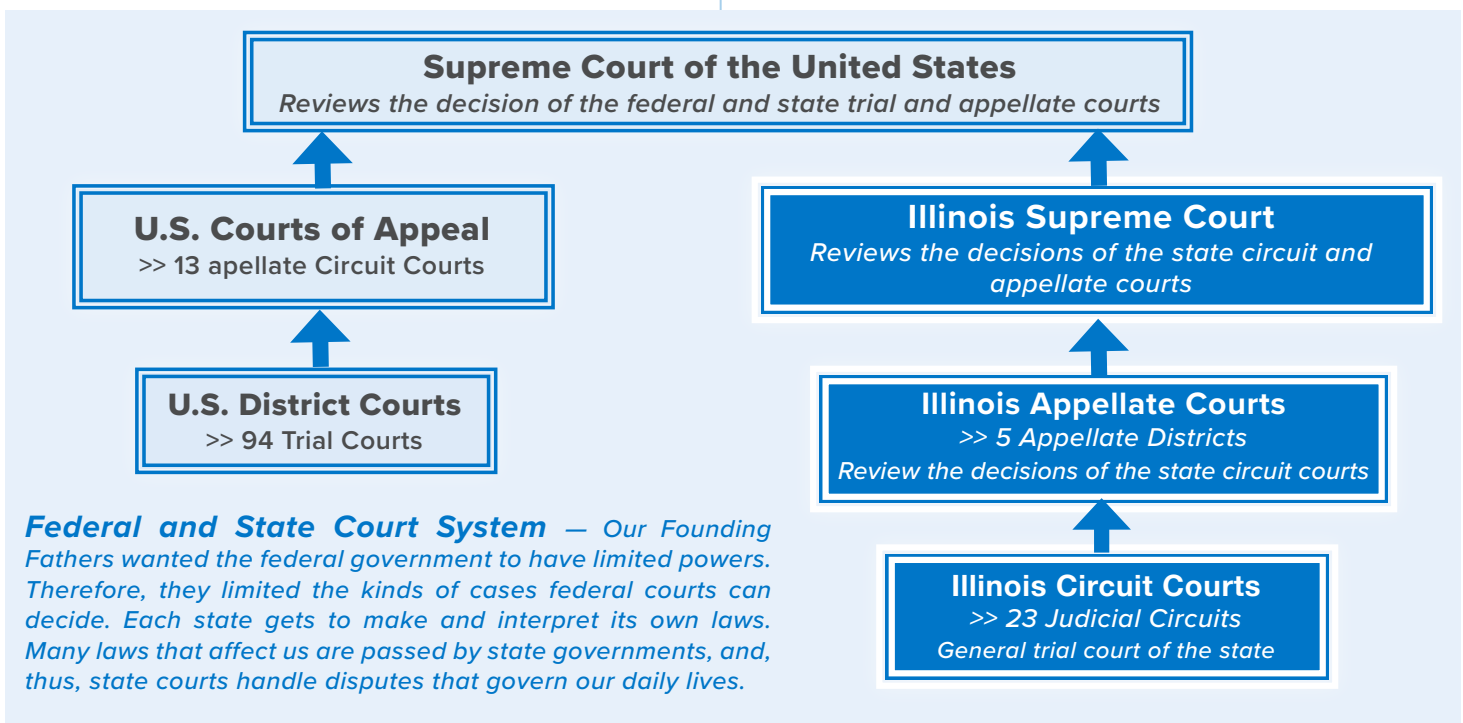 Supreme Court of the United States
Reviews the decision of the federal and state trial and appellate courts
U.S. Courts of Appeal
>> 13 apellate Circuit Courts
U.S. District Courts
>> 94 Trial Courts
Illinois Supreme Court
Reviews the decisions of the state circuit and
appellate courts
Illinois Appellate Courts
>> 5 Appellate Districts
Review the decisions of the state circuit courts
Illinois Circuit Courts
>> 23 Judicial Circuits
General trial court of the state
Federal and State Court System — Our Founding
Fathers wanted the federal government to have limited powers.
Therefore, they limited the kinds of cases federal courts can
decide. Each state gets to make and interpret its own laws.
Many laws that affect us are passed by state governments, and,
thus, state courts handle disputes that govern our daily lives.